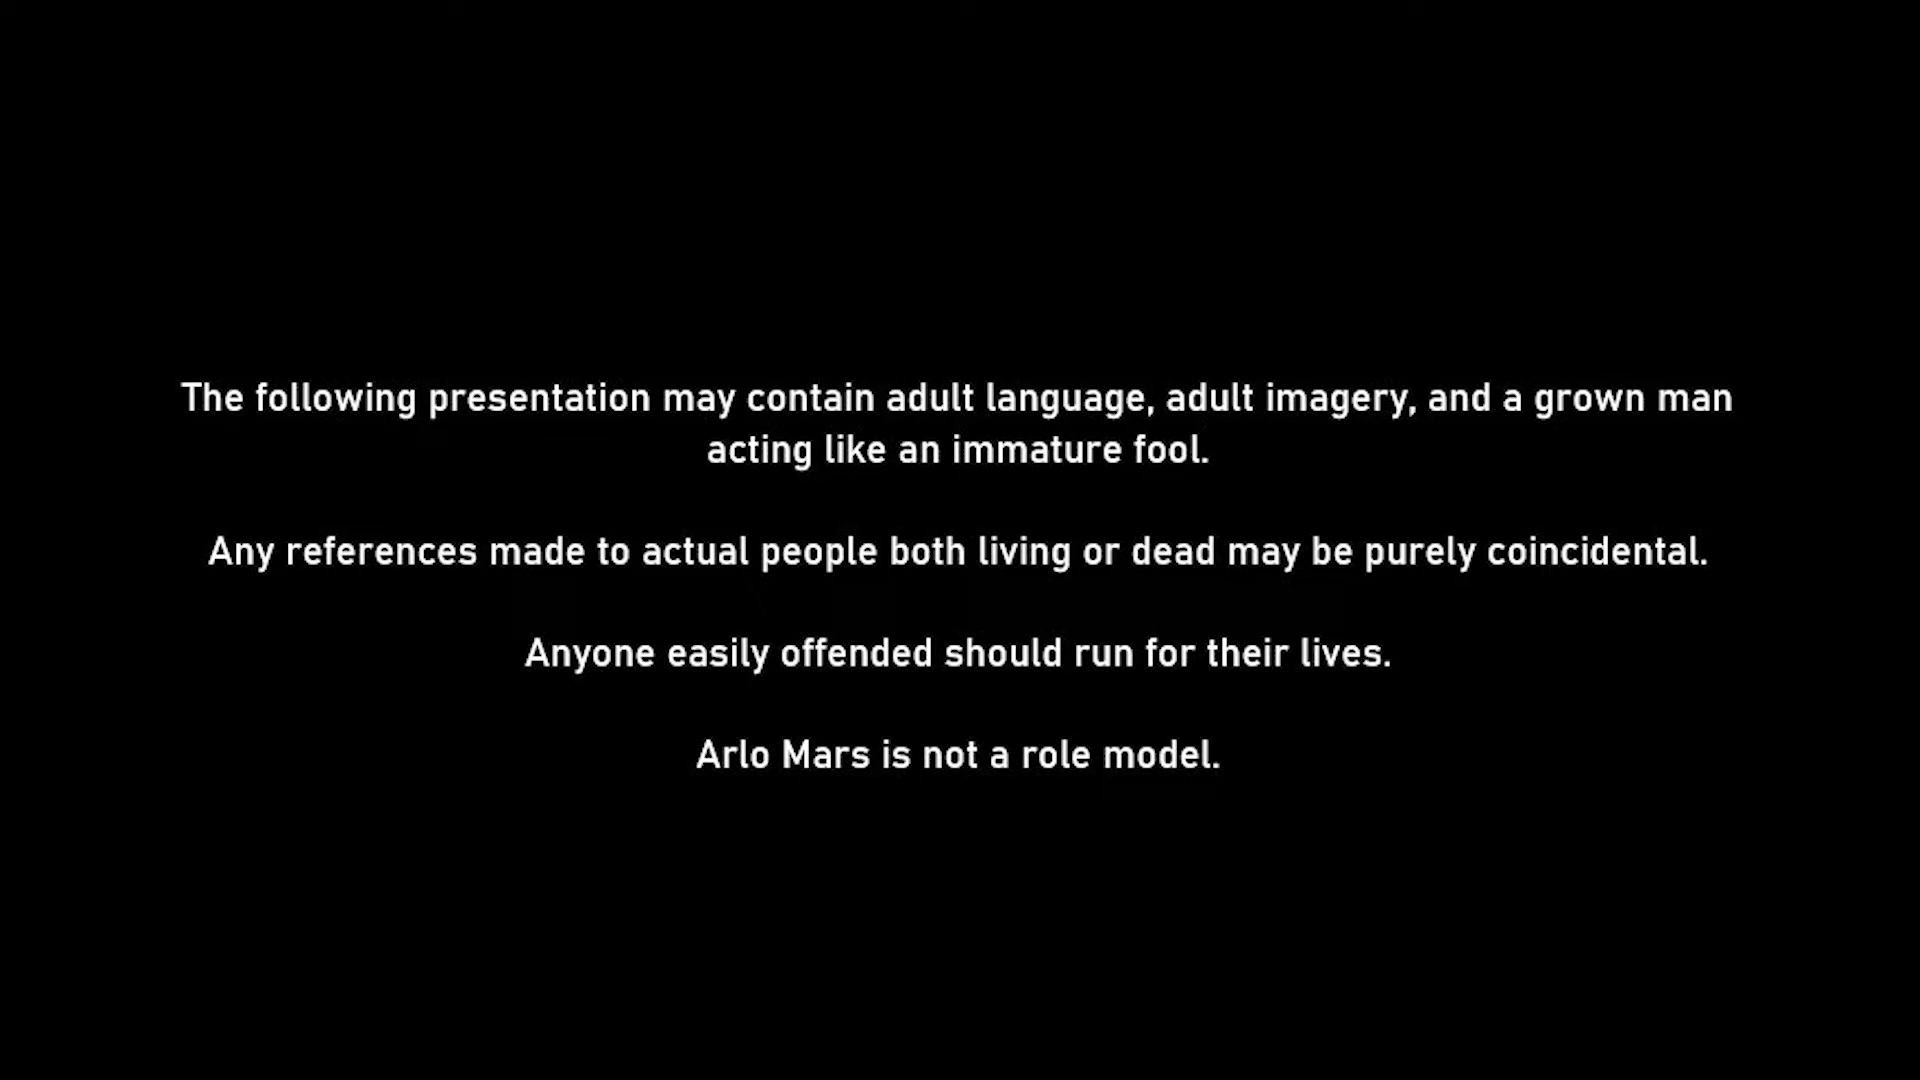 The following presentation may contain adult language, adult imagery, and a grown man
acting like an immature fool.
Any references made to actual people both living or dead may be purely coincidental.
Anyone easily offended should run for their lives.
Arlo Mars is not a role model.